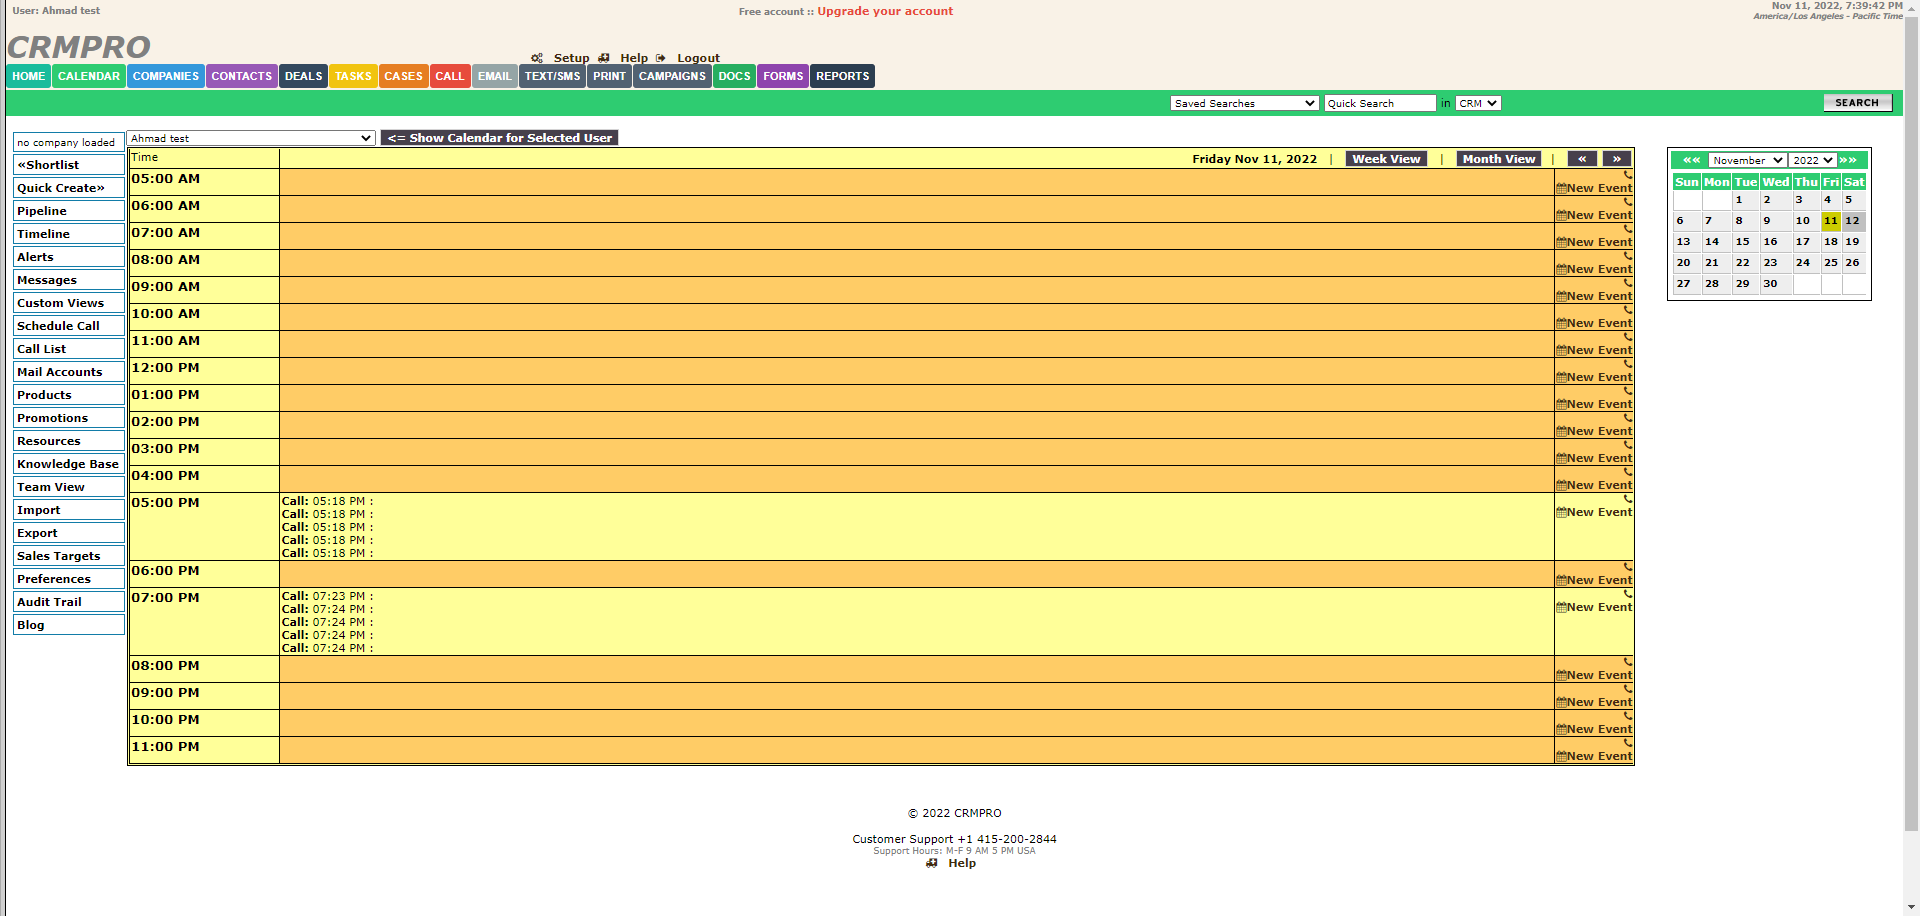 User: Ahmad test
Free account :: Upgrade your account
Nov 11, 2022, 7:39:42 PM
America/Los Angeles - Pacific Time
CRMPRO
Setup Help Logout
HOME CALENDAR COMPANIES CONTACTS DEALS TASKS CASES CALL EMAIL TEXT/SMS PRINT CAMPAIGNS DOCS FORMS REPORTS
Saved Searches Quick Search in CRM SEARCH
no company loaded
«Shortlist
Quick Create»
Pipeline
Timeline
Alerts
Messages
Custom Views
Schedule Call
Call List
Mail Accounts
Products
Promotions
Resources
Knowledge Base
Team View
Import
Export
Sales Targets
Preferences
Audit Trail
Blog
Ahmad test <= Show Calendar for Selected User
Time Friday Nov 11, 2022 | Week View | Month View | « »
05:00 AM New Event
06:00 AM New Event
07:00 AM New Event
08:00 AM New Event
09:00 AM New Event
10:00 AM New Event
11:00 AM New Event
12:00 PM New Event
01:00 PM New Event
02:00 PM New Event
03:00 PM New Event
04:00 PM New Event
05:00 PM Call: 05:18 PM : New Event
Call: 05:18 PM :
Call: 05:18 PM :
Call: 05:18 PM :
Call: 05:18 PM :
06:00 PM New Event
07:00 PM Call: 07:23 PM : New Event
Call: 07:24 PM :
Call: 07:24 PM :
Call: 07:24 PM :
Call: 07:24 PM :
08:00 PM New Event
09:00 PM New Event
10:00 PM New Event
11:00 PM New Event
«« November 2022 »»
Sun Mon Tue Wed Thu Fri Sat
1 2 3 4 5
6 7 8 9 10 11 12
13 14 15 16 17 18 19
20 21 22 23 24 25 26
27 28 29 30
© 2022 CRMPRO
Customer Support +1 415-200-2844
Support Hours: M-F 9 AM 5 PM USA
Help